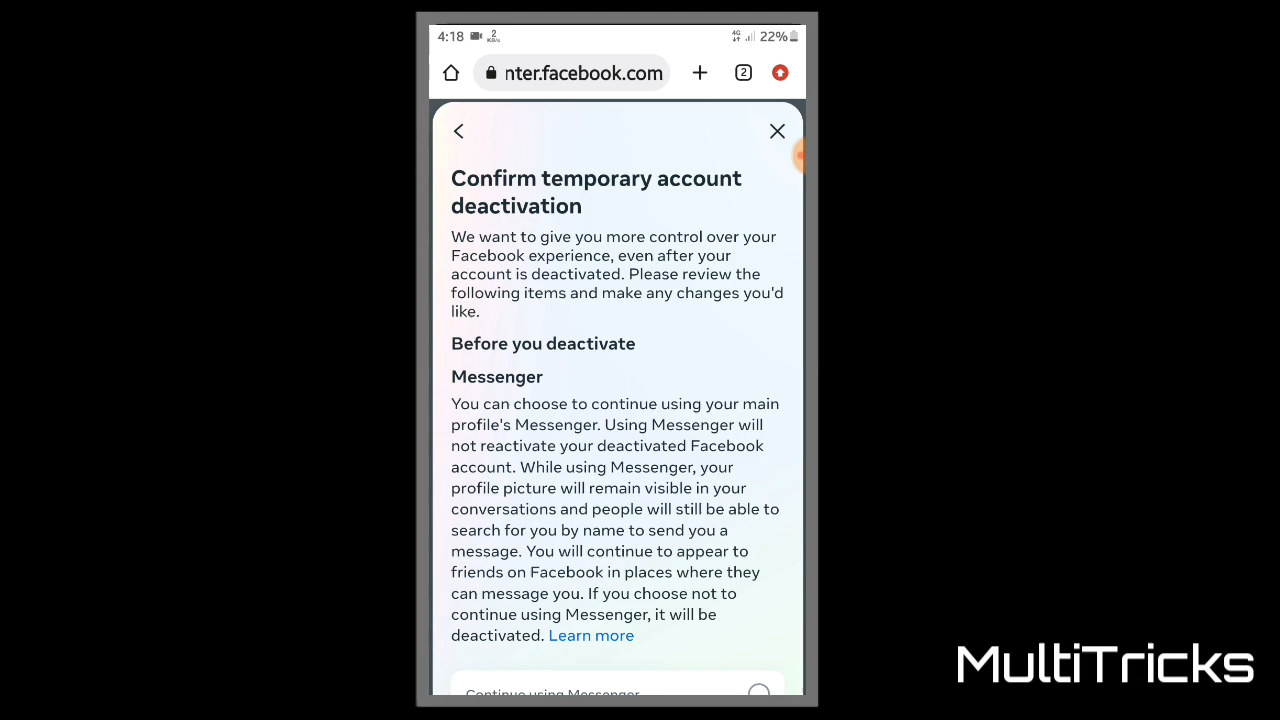 4:18 2 KB/s 4G 22%
nter.facebook.com 2
Confirm temporary account
deactivation
We want to give you more control over your
Facebook experience, even after your
account is deactivated. Please review the
following items and make any changes you'd
like.
Before you deactivate
Messenger
You can choose to continue using your main
profile's Messenger. Using Messenger will
not reactivate your deactivated Facebook
account. While using Messenger, your
profile picture will remain visible in your
conversations and people will still be able to
search for you by name to send you a
message. You will continue to appear to
friends on Facebook in places where they
can message you. If you choose not to
continue using Messenger, it will be
deactivated. Learn more
Continue using Messenger
MultiTricks